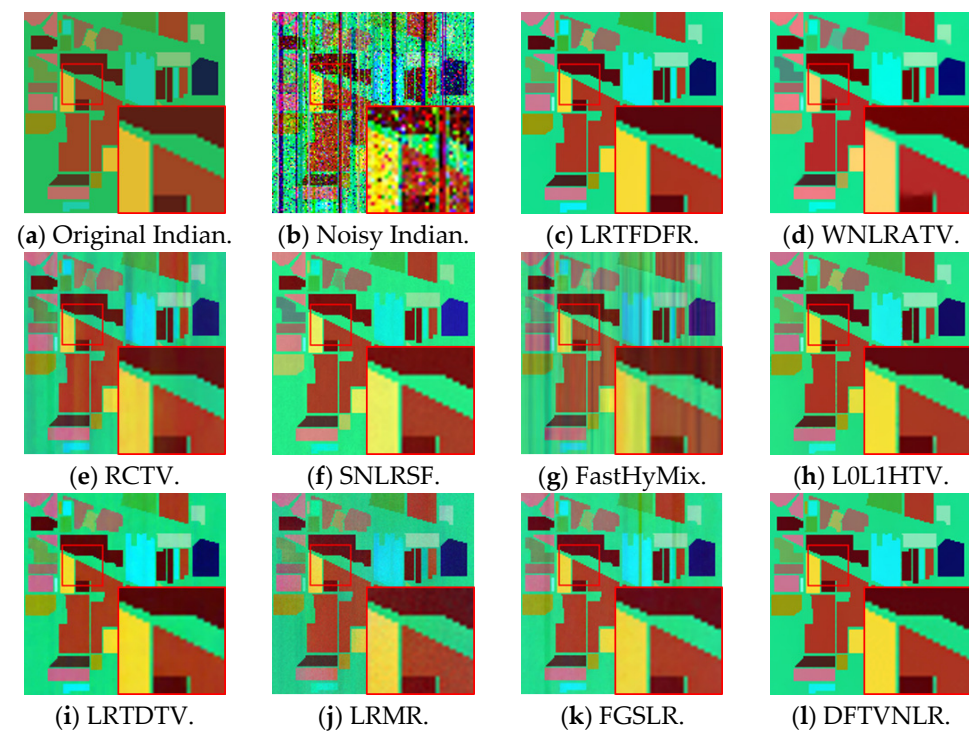 (a) Original Indian. (b) Noisy Indian. (c) LRTFDFR. (d) WNLRATV.
(e) RCTV. (f) SNLRSF. (g) FastHyMix. (h) L0L1HTV.
(i) LRTDTV. (j) LRMR. (k) FGSLR. (l) DFTVNLR.